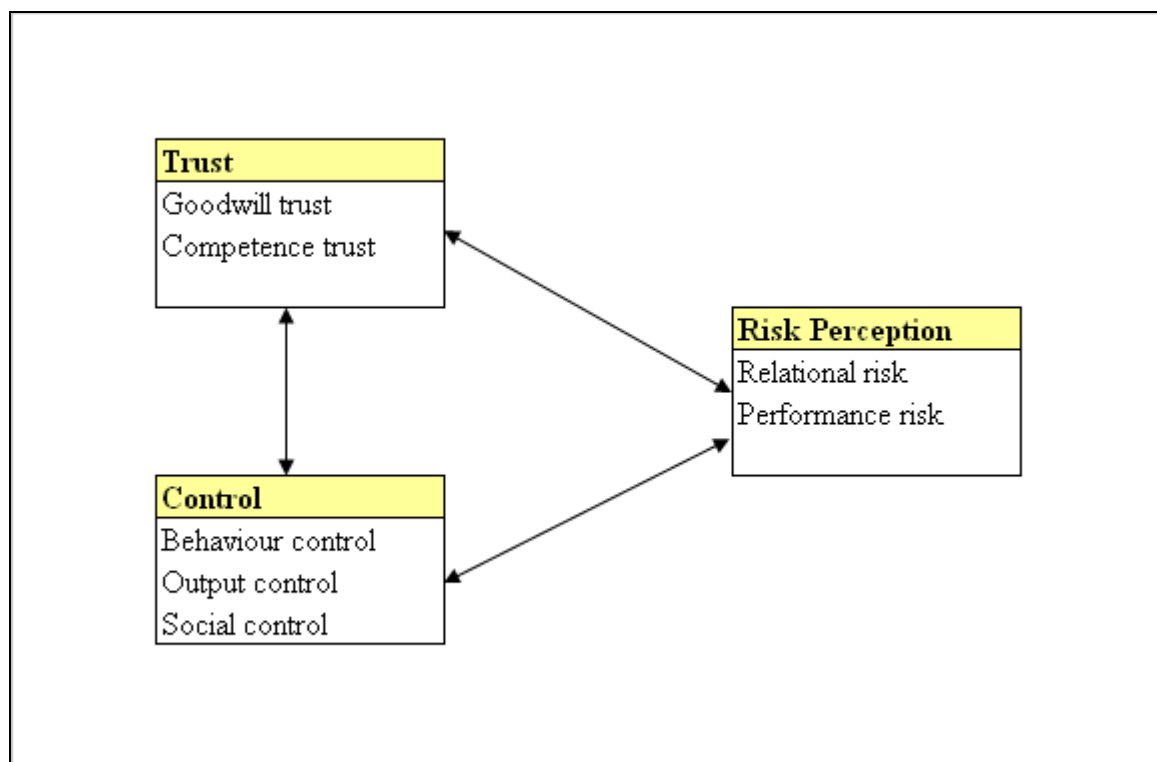 Trust
Goodwill trust
Competence trust
Risk Perception
Relational risk
Performance risk
Control
Behaviour control
Output control
Social control